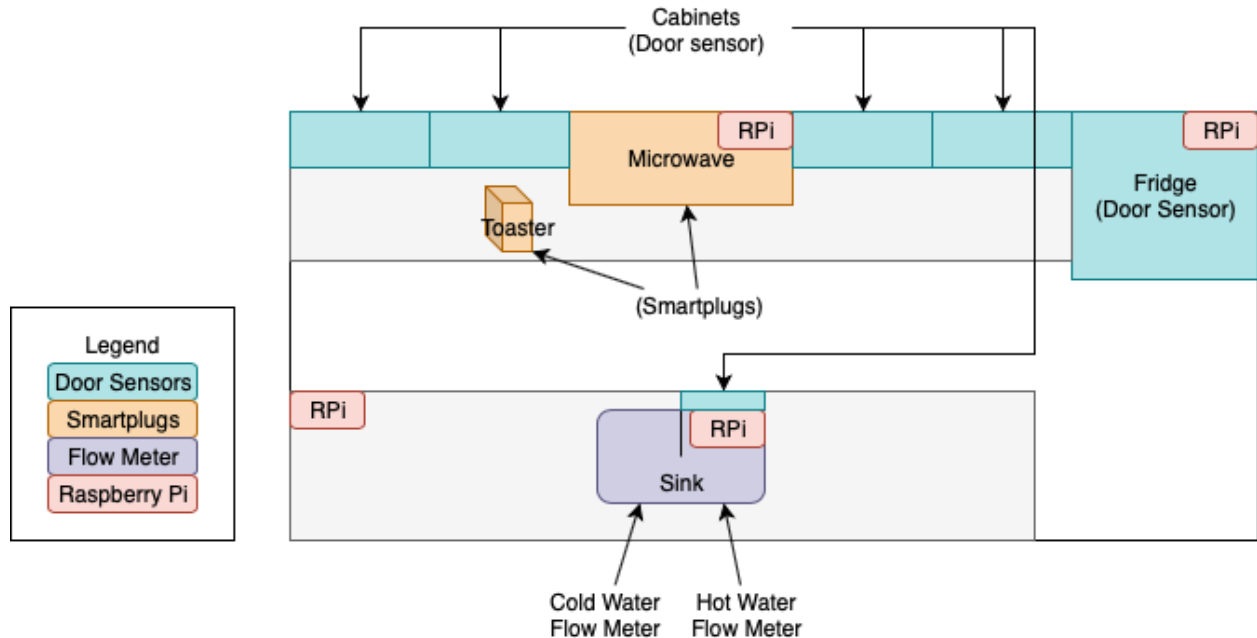 Cabinets
(Door sensor)
RPi
RPi
Microwave
Fridge
(Door Sensor)
Toaster
(Smartplugs)
Legend
Door Sensors
Smartplugs
Flow Meter
Raspberry Pi
RPi
RPi
Sink
Cold Water
Flow Meter
Hot Water
Flow Meter